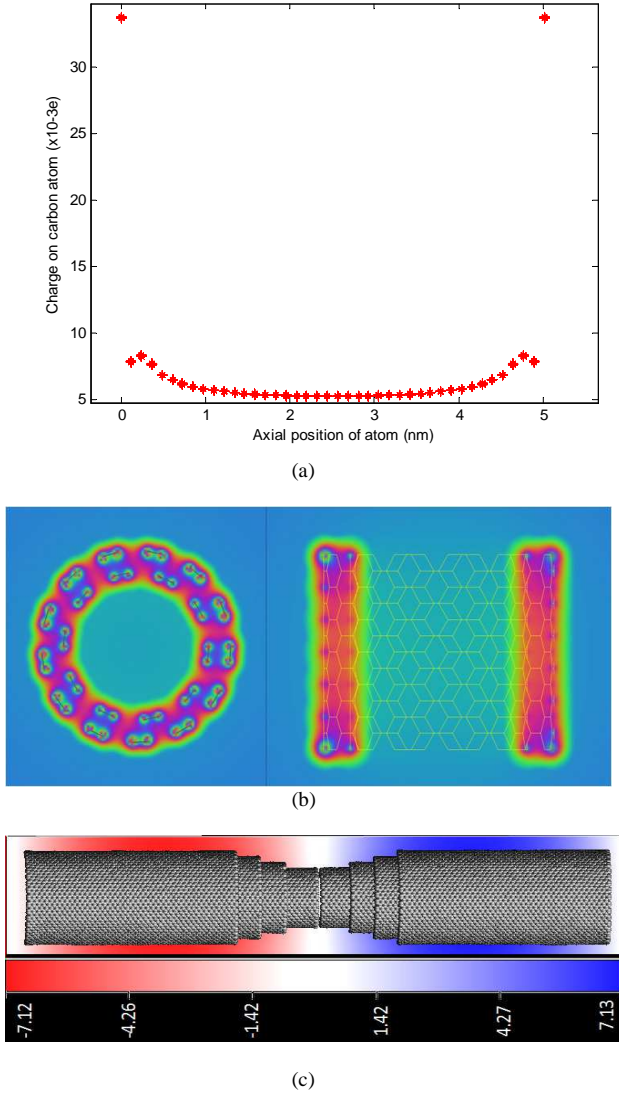 30
25
20
15
10
5
Charge on carbon atom (x10-3e)
0 1 2 3 4 5
Axial position of atom (nm)
(a)
(b)
-7.12 -4.26 -1.42 1.42 4.27 7.13
(c)